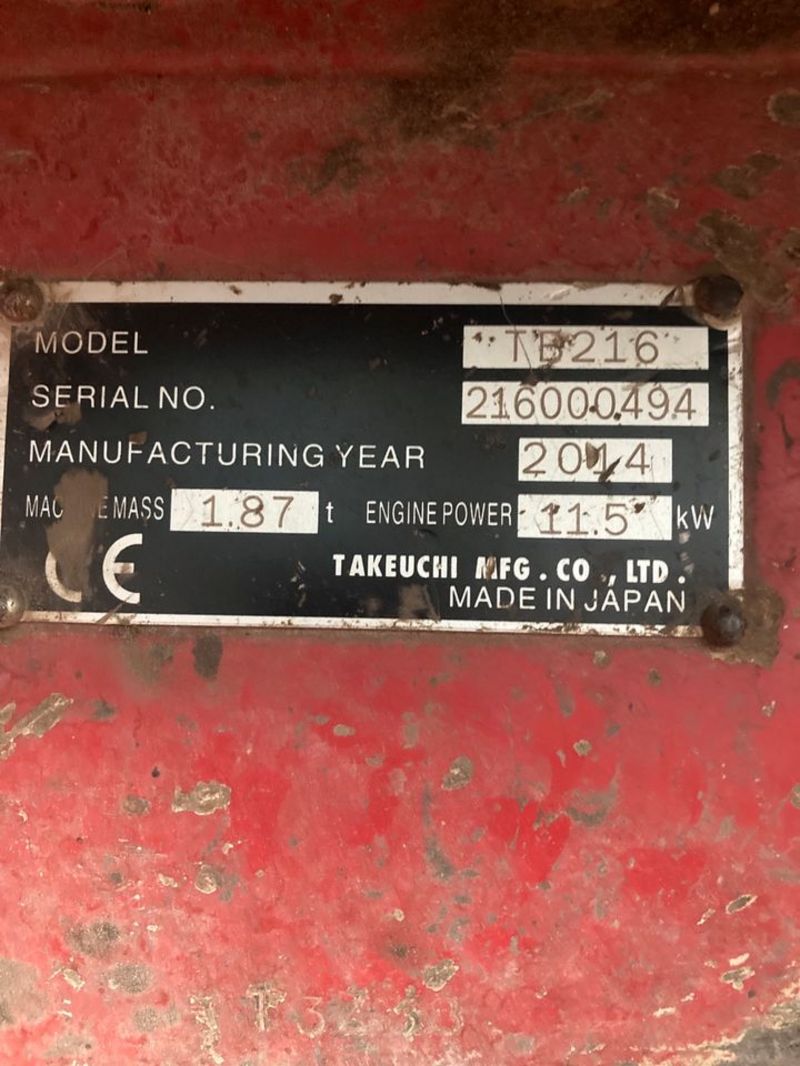 MODEL TB216
SERIAL NO. 216000494
MANUFACTURING YEAR 2014
MACHINE MASS 1.87 t ENGINE POWER 11.5 kW
CE TAKEUCHI MFG. CO., LTD.
MADE IN JAPAN